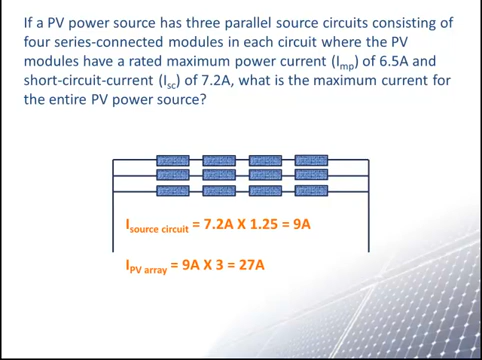 If a PV power source has three parallel source circuits consisting of
four series-connected modules in each circuit where the PV
modules have a rated maximum power current (Imp) of 6.5A and
short-circuit-current (Isc) of 7.2A, what is the maximum current for
the entire PV power source?
Isource circuit = 7.2A X 1.25 = 9A
IPV array = 9A X 3 = 27A